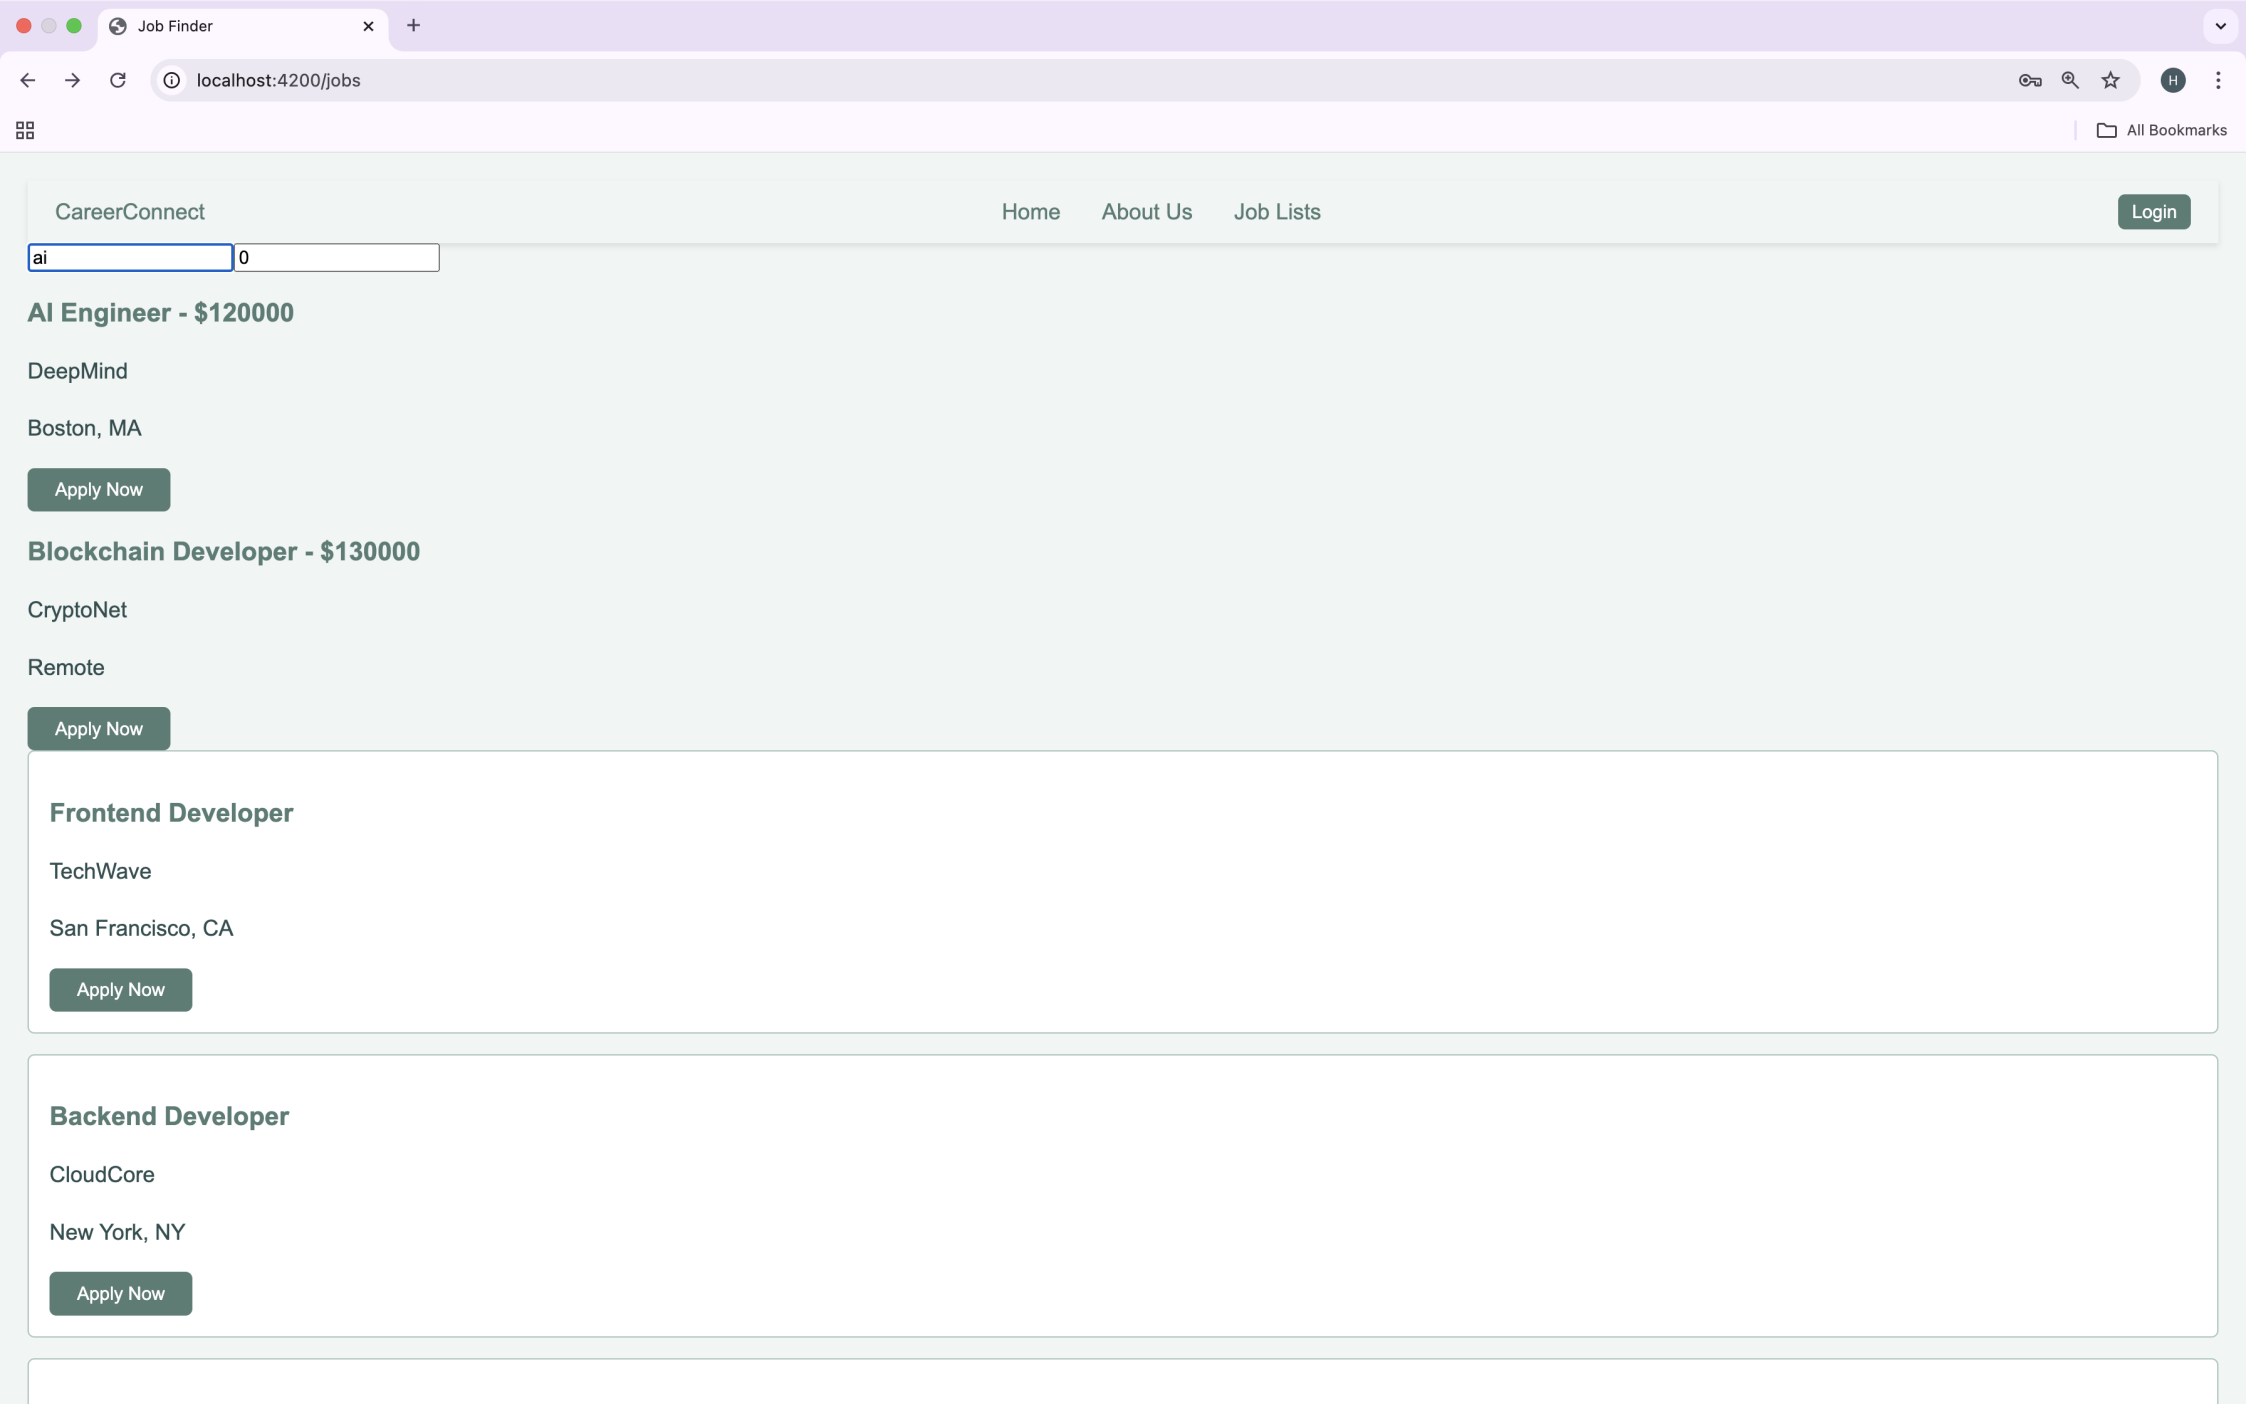 Job Finder
localhost:4200/jobs
H
All Bookmarks
CareerConnect
Home About Us Job Lists
Login
ai 0
AI Engineer - $120000
DeepMind
Boston, MA
Apply Now
Blockchain Developer - $130000
CryptoNet
Remote
Apply Now
Frontend Developer
TechWave
San Francisco, CA
Apply Now
Backend Developer
CloudCore
New York, NY
Apply Now